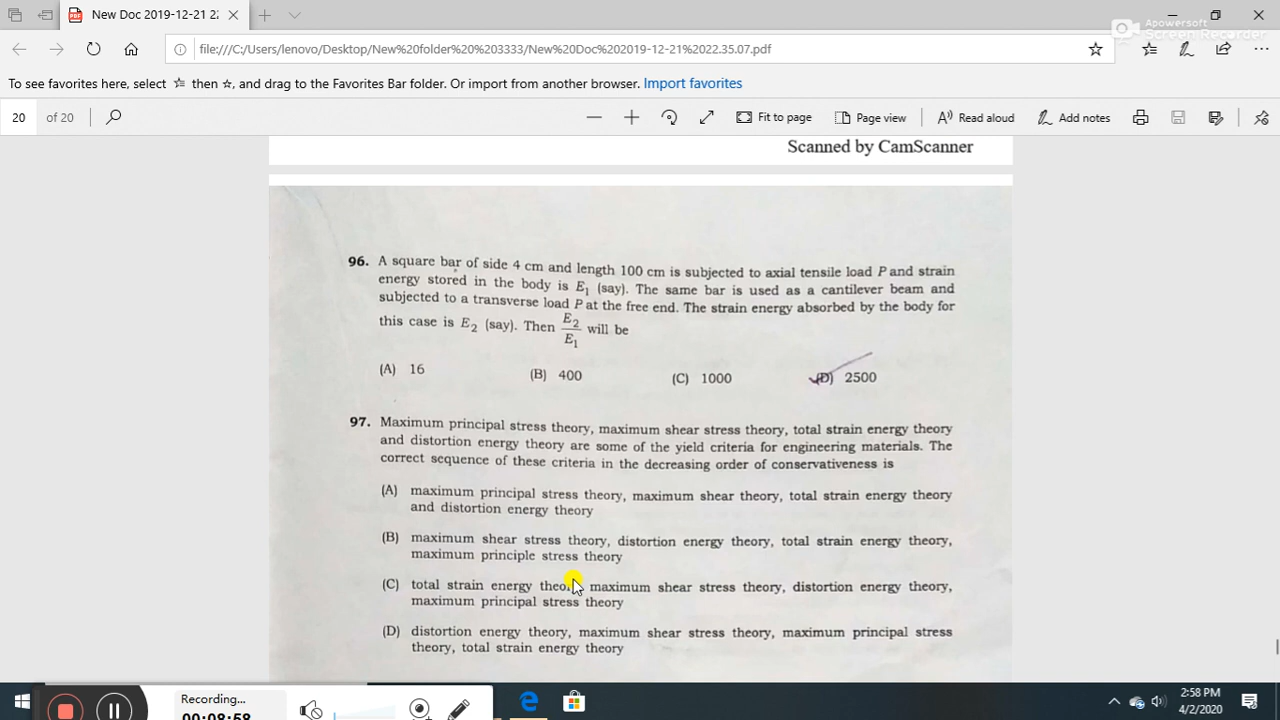 New Doc 2019-12-21 22
Apowersoft
Screen Recorder
file:///C:/Users/lenovo/Desktop/New%20folder%20%203333/New%20Doc%202019-12-21%2022.35.07.pdf
To see favorites here, select then ☆, and drag to the Favorites Bar folder. Or import from another browser. Import favorites
20 of 20 Fit to page Page view Read aloud Add notes
Scanned by CamScanner
96. A square bar of side 4 cm and length 100 cm is subjected to axial tensile load P and strain
energy stored in the body is E₁ (say). The same bar is used as a cantilever beam and
subjected to a transverse load P at the free end. The strain energy absorbed by the body for
this case is E₂ (say). Then E₂/E₁ will be
(A) 16 (B) 400 (C) 1000 (D) 2500
97. Maximum principal stress theory, maximum shear stress theory, total strain energy theory
and distortion energy theory are some of the yield criteria for engineering materials. The
correct sequence of these criteria in the decreasing order of conservativeness is
(A) maximum principal stress theory, maximum shear theory, total strain energy theory
and distortion energy theory
(B) maximum shear stress theory, distortion energy theory, total strain energy theory,
maximum principle stress theory
(C) total strain energy theory, maximum shear stress theory, distortion energy theory,
maximum principal stress theory
(D) distortion energy theory, maximum shear stress theory, maximum principal stress
theory, total strain energy theory
Recording...
00:08:58
2:58 PM
4/2/2020